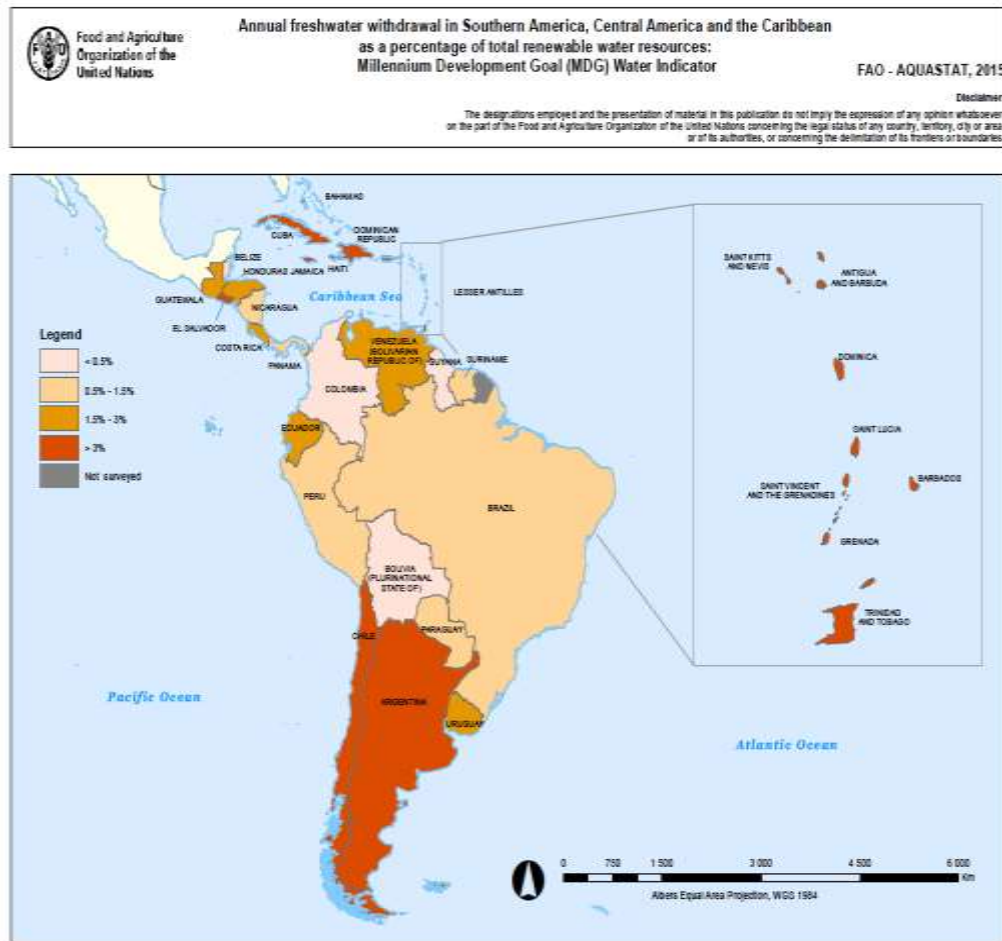 Food and Agriculture
Organization of the
United Nations
Annual freshwater withdrawal in Southern America, Central America and the Caribbean
as a percentage of total renewable water resources:
Millennium Development Goal (MDG) Water Indicator
FAO - AQUASTAT, 2015
Disclaimer
The designations employed and the presentation of material in this publication do not imply the expression of any opinion whatsoever
on the part of the Food and Agriculture Organization of the United Nations concerning the legal status of any country, territory, city or area
or of its authorities, or concerning the delimitation of its frontiers or boundaries
BAHAMAS
CUBA
DOMINICAN
REPUBLIC
BELIZE
HONDURAS
JAMAICA
HAITI
GUATEMALA
Caribbean Sea
LESSER ANTILLES
NICARAGUA
EL SALVADOR
COSTA RICA
PANAMA
VENEZUELA
(BOLIVARIAN
REPUBLIC OF)
GUYANA
SURINAME
COLOMBIA
ECUADOR
PERU
BRAZIL
BOLIVIA
(PLURINATIONAL
STATE OF)
PARAGUAY
CHILE
ARGENTINA
URUGUAY
Legend
< 0.5%
0.5% - 1.5%
1.5% - 3%
> 3%
Not surveyed
SAINT KITTS
AND NEVIS
ANTIGUA
AND BARBUDA
DOMINICA
SAINT LUCIA
SAINT VINCENT
AND THE GRENADINES
BARBADOS
GRENADA
TRINIDAD
AND TOBAGO
Pacific Ocean
Atlantic Ocean
0 750 1 500 3 000 4 500 6 000
Km
Albers Equal Area Projection, WGS 1984